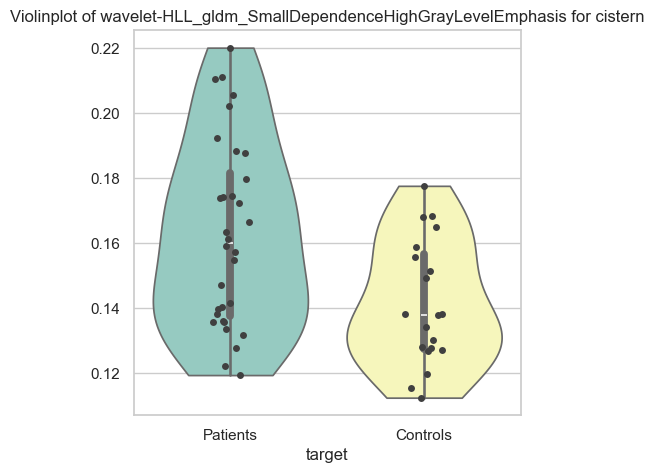 Violinplot of wavelet-HLL_gldm_SmallDependenceHighGrayLevelEmphasis for cistern
0.22
0.20
0.18
0.16
0.14
0.12
Patients
Controls
target